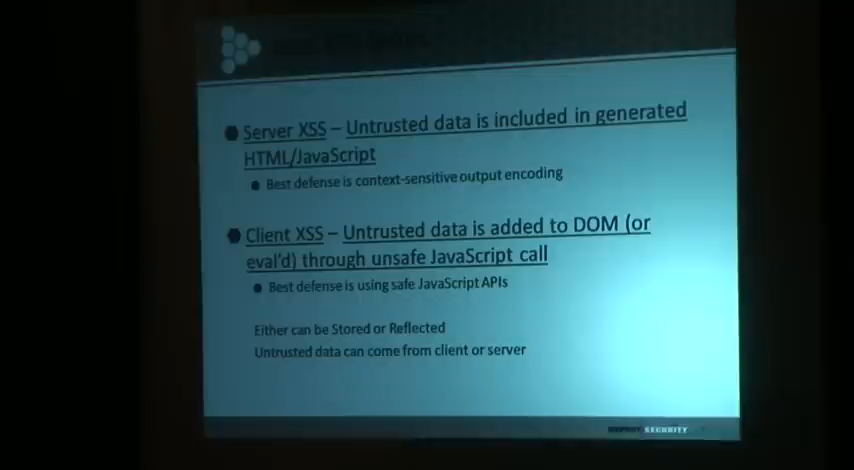 Server XSS – Untrusted data is included in generated
HTML/JavaScript
Best defense is context-sensitive output encoding
Client XSS – Untrusted data is added to DOM (or
eval'd) through unsafe JavaScript call
Best defense is using safe JavaScript APIs
Either can be Stored or Reflected
Untrusted data can come from client or server
SECURITY